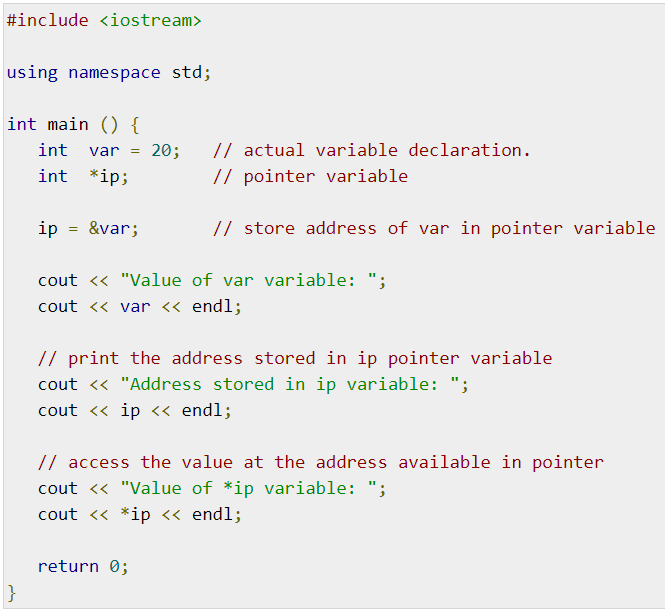 #include <iostream>

using namespace std;

int main () {
   int  var = 20;   // actual variable declaration.
   int  *ip;        // pointer variable

   ip = &var;       // store address of var in pointer variable

   cout << "Value of var variable: ";
   cout << var << endl;

   // print the address stored in ip pointer variable
   cout << "Address stored in ip variable: ";
   cout << ip << endl;

   // access the value at the address available in pointer
   cout << "Value of *ip variable: ";
   cout << *ip << endl;

   return 0;
}